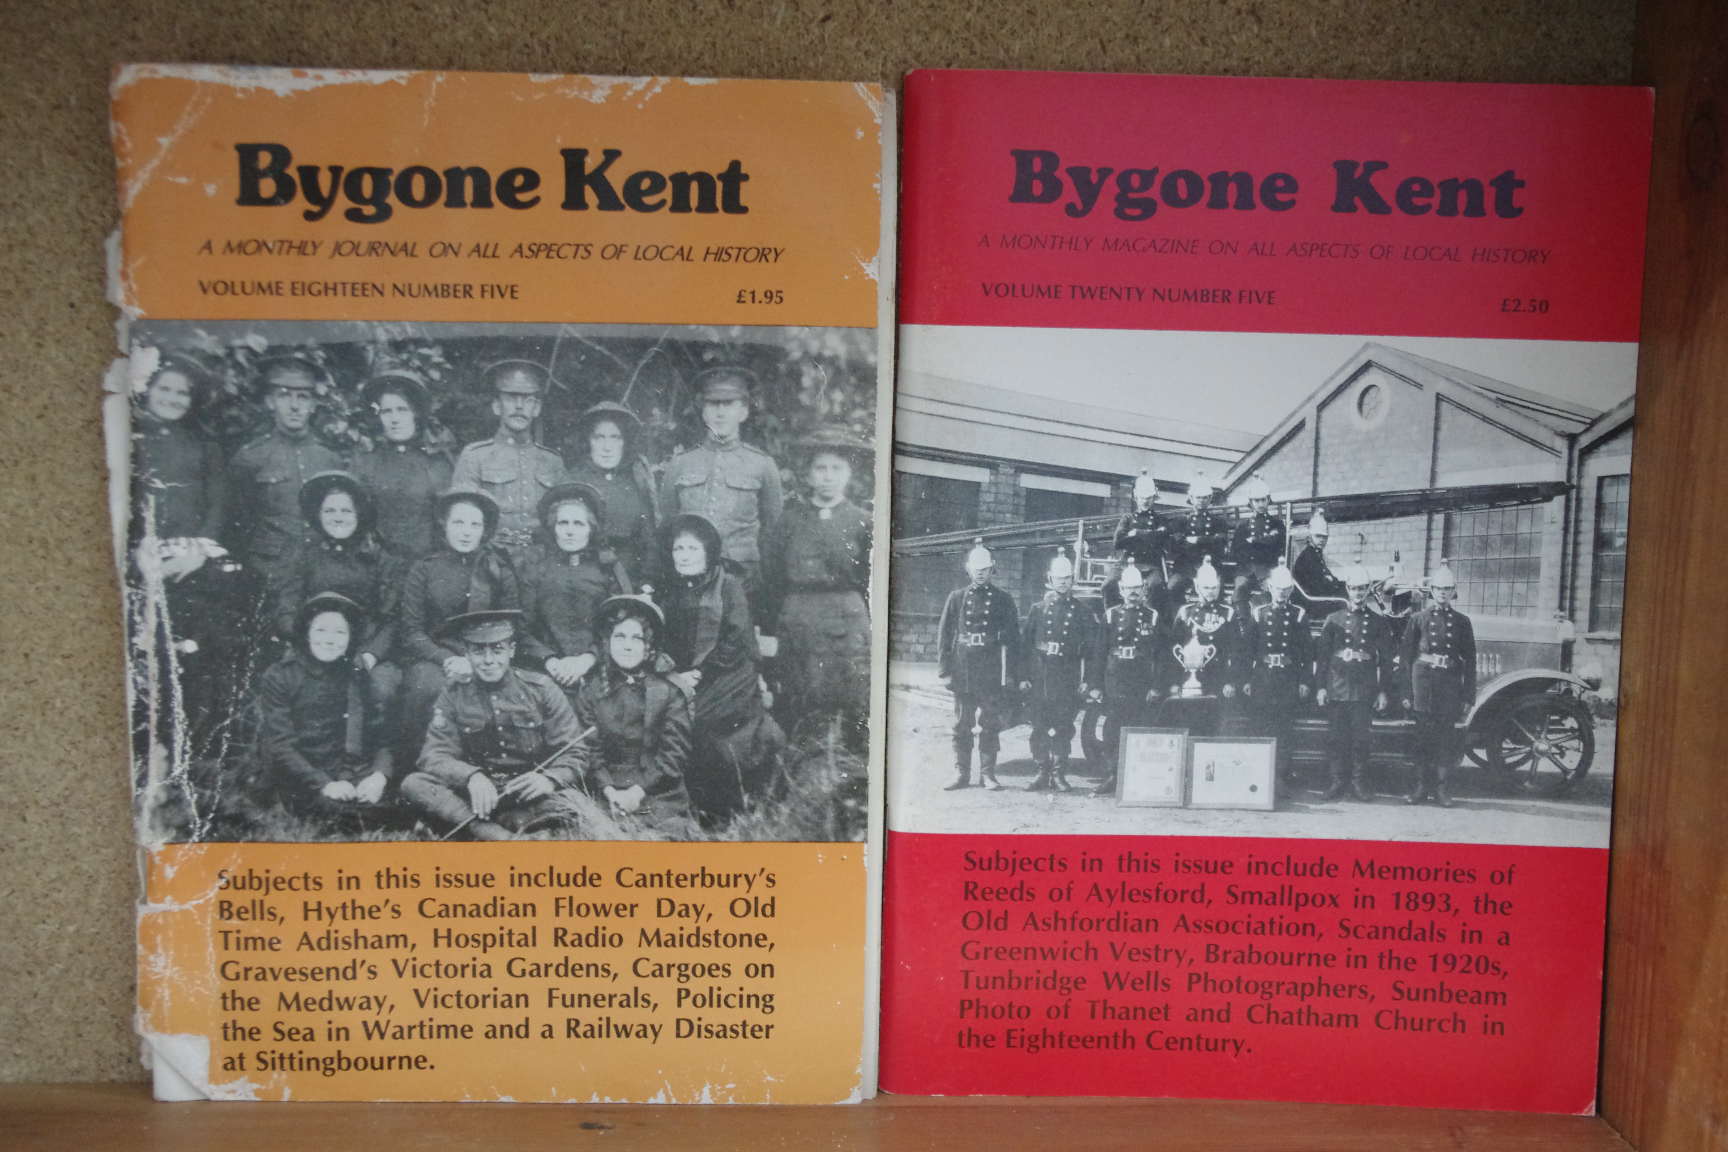 Bygone Kent
A MONTHLY JOURNAL ON ALL ASPECTS OF LOCAL HISTORY
VOLUME EIGHTEEN NUMBER FIVE
£1.95
Subjects in this issue include Canterbury's
Bells, Hythe's Canadian Flower Day, Old
Time Adisham, Hospital Radio Maidstone,
Gravesend's Victoria Gardens, Cargoes on
the Medway, Victorian Funerals, Policing
the Sea in Wartime and a Railway Disaster
at Sittingbourne.
Bygone Kent
A MONTHLY MAGAZINE ON ALL ASPECTS OF LOCAL HISTORY
VOLUME TWENTY NUMBER FIVE
£2.50
Subjects in this issue include Memories of
Reeds of Aylesford, Smallpox in 1893, the
Old Ashfordian Association, Scandals in a
Greenwich Vestry, Brabourne in the 1920s,
Tunbridge Wells Photographers, Sunbeam
Photo of Thanet and Chatham Church in
the Eighteenth Century.